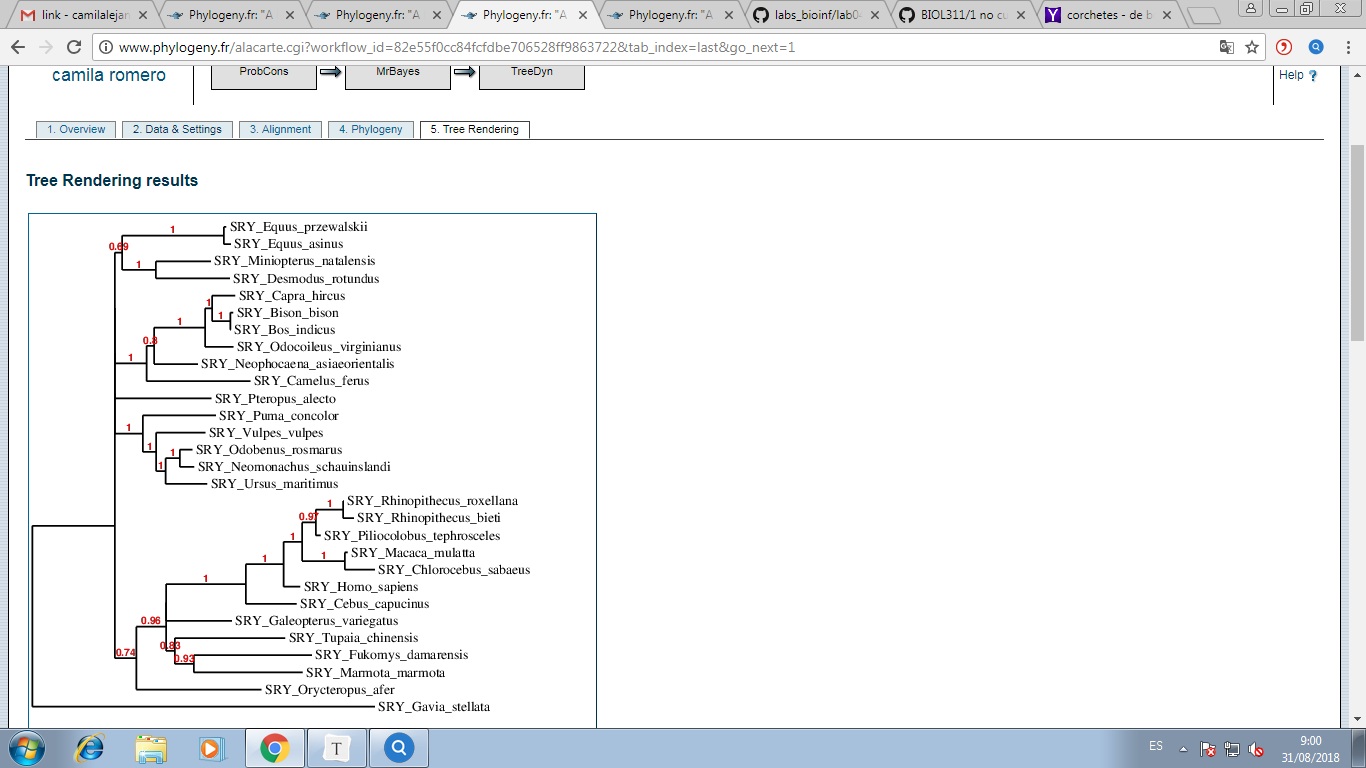 link - camilalejan
Phylogeny.fr: "A
Phylogeny.fr: "A
Phylogeny.fr: "A
Phylogeny.fr: "A
labs_bioinf/lab0
BIOL311/1 no cu
corchetes - de b
www.phylogeny.fr/alacarte.cgi?workflow_id=82e55f0cc84fcfdbe706528ff9863722&tab_index=last&go_next=1
camila romero
ProbCons
MrBayes
TreeDyn
Help ?
1. Overview
2. Data & Settings
3. Alignment
4. Phylogeny
5. Tree Rendering
Tree Rendering results
1 SRY_Equus_przewalskii
0.69 SRY_Equus_asinus
1 SRY_Miniopterus_natalensis
SRY_Desmodus_rotundus
1 SRY_Capra_hircus
1 1 SRY_Bison_bison
SRY_Bos_indicus
0.8 SRY_Odocoileus_virginianus
1 SRY_Neophocaena_asiaeorientalis
SRY_Camelus_ferus
SRY_Pteropus_alecto
SRY_Puma_concolor
1 SRY_Vulpes_vulpes
1 1 SRY_Odobenus_rosmarus
1 SRY_Neomonachus_schauinslandi
SRY_Ursus_maritimus
1 SRY_Rhinopithecus_roxellana
0.97 SRY_Rhinopithecus_bieti
1 SRY_Piliocolobus_tephrosceles
1 1 SRY_Macaca_mulatta
SRY_Chlorocebus_sabaeus
1 SRY_Homo_sapiens
SRY_Cebus_capucinus
0.96 SRY_Galeopterus_variegatus
0.83 SRY_Tupaia_chinensis
0.74 0.93 SRY_Fukomys_damarensis
SRY_Marmota_marmota
SRY_Orycteropus_afer
SRY_Gavia_stellata
ES
9:00
31/08/2018